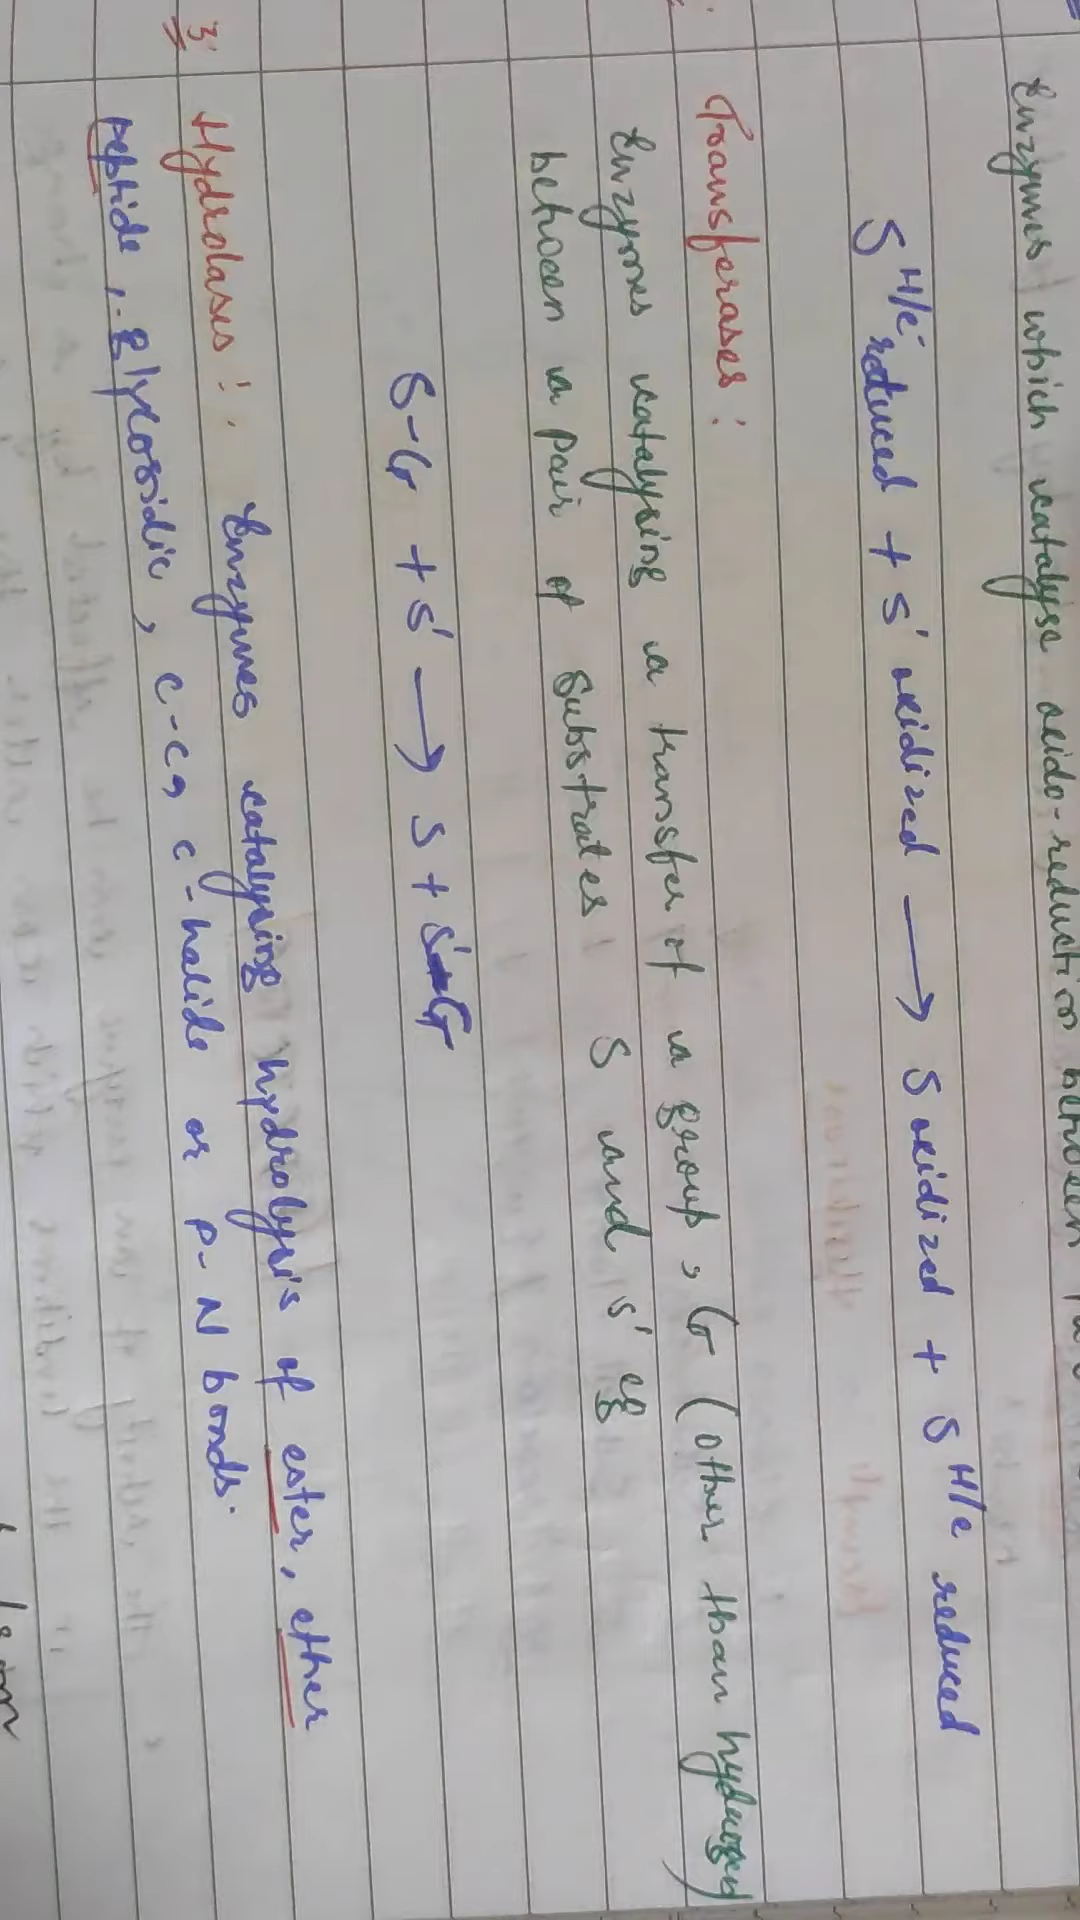 Enzymes which catalyse oxido-reduction between
S H/e⁻ reduced + S' oxidized ⟶ S oxidized + S H/e reduced
Transferases :
Enzymes catalysing a transfer of a group, G (other than hydrogen)
between a pair of substrates S and S' eg
S-G + S' ⟶ S + S'-G
3 Hydrolases : Enzymes catalysing hydrolysis of ester, ether
peptide, glycosidic, C-C, C-halide or P-N bonds.